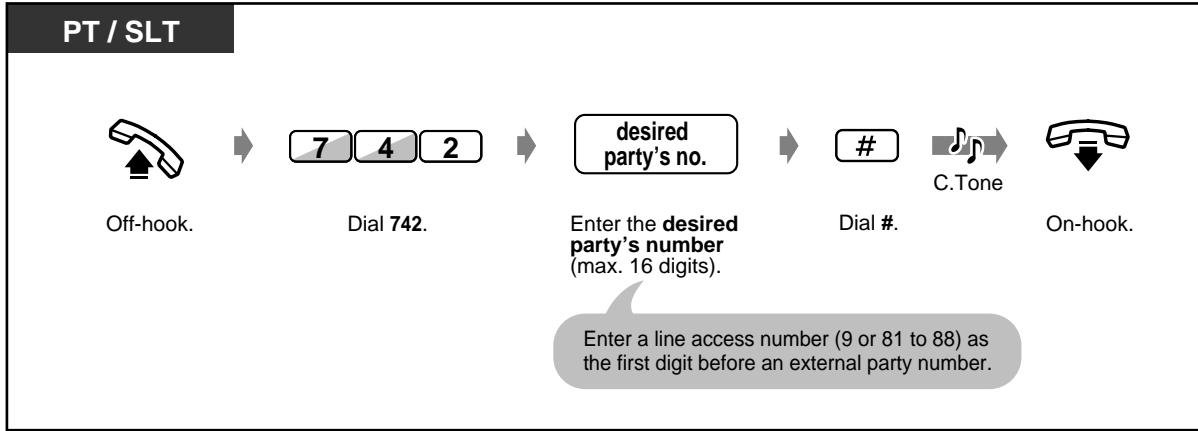 PT / SLT
7 4 2
desired
party's no.
#
C.Tone
Off-hook.
Dial 742.
Enter the desired
party's number
(max. 16 digits).
Dial #.
On-hook.
Enter a line access number (9 or 81 to 88) as
the first digit before an external party number.